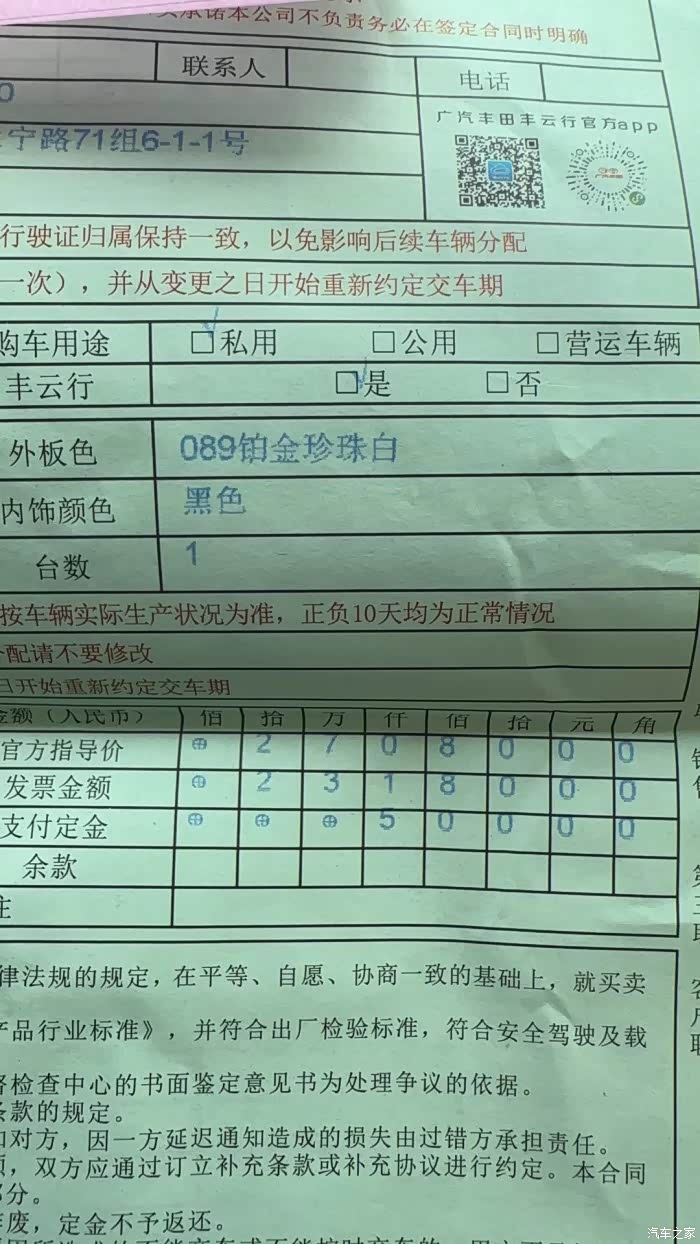 承诺本公司不负责务必在签定合同时明确
联系人 电话
0
宁路71组6-1-1号
广汽丰田丰云行官方app
行驶证归属保持一致，以免影响后续车辆分配
一次），并从变更之日开始重新约定交车期
购车用途 □私用 □公用 □营运车辆
丰云行 □是 □否
外板色 089铂金珍珠白
内饰颜色 黑色
台数 1
按车辆实际生产状况为准，正负10天均为正常情况
配请不要修改
日开始重新约定交车期
金额（人民币） 佰 拾 万 仟 佰 拾 元 角
官方指导价 ⊕ 2 7 0 8 0 0 0
发票金额 ⊕ 2 3 1 8 0 0 0
支付定金 ⊕ ⊕ ⊕ 5 0 0 0 0
余款
注
律法规的规定，在平等、自愿、协商一致的基础上，就买卖
产品行业标准》，并符合出厂检验标准，符合安全驾驶及载
督检查中心的书面鉴定意见书为处理争议的依据。
条款的规定。
知对方，因一方延迟通知造成的损失由过错方承担责任。
，双方应通过订立补充条款或补充协议进行约定。本合同
部分。
废，定金不予返还。
第
三
联
客
户
联
汽车之家